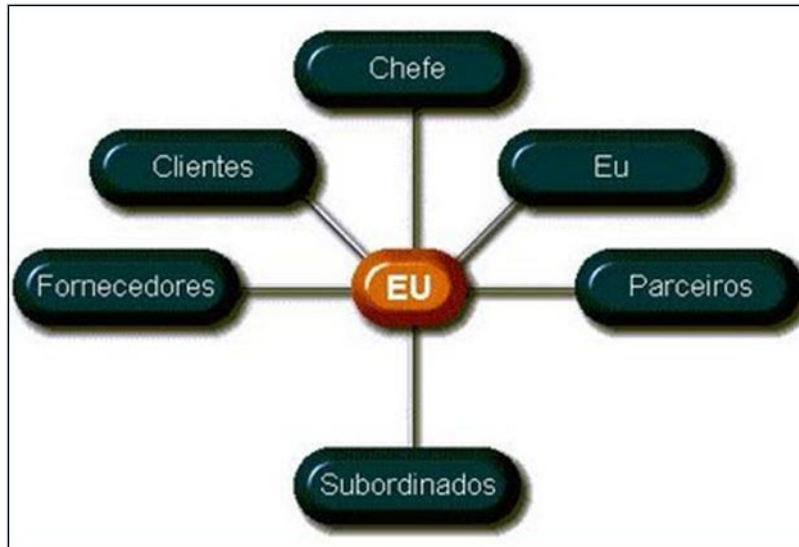 Chefe
Clientes
Eu
Fornecedores
EU
Parceiros
Subordinados